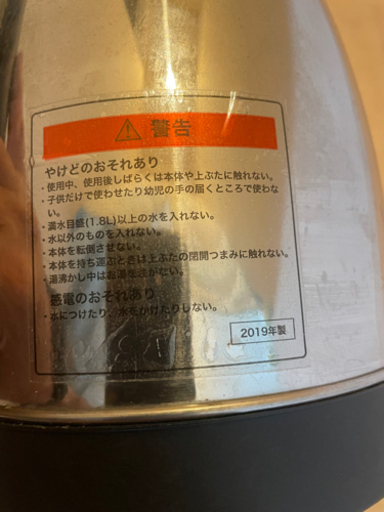 警告
やけどのおそれあり
・使用中、使用後しばらくは本体や上ぶたに触れない。
・子供だけで使わせたり幼児の手の届くところで使わな
い。
・満水目盛(1.8L)以上の水を入れない。
・水以外のものを入れない。
・本体を転倒させない。
・本体を持ち運ぶときは上ぶたの開閉つまみに触れない。
・湯沸かし中はお湯を注がない。
感電のおそれあり
・水につけたり、水をかけたりしない。
2019年製